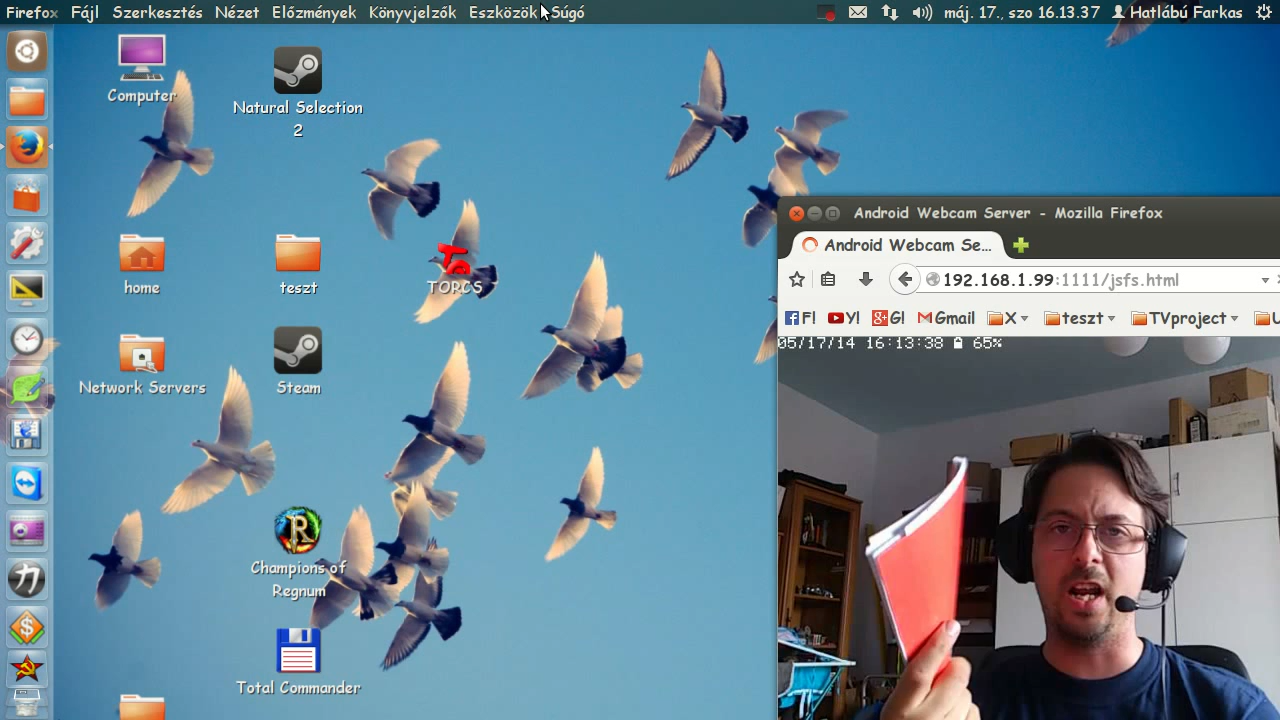 Firefox Fájl Szerkesztés Nézet Előzmények Könyvjelzők Eszközök Súgó
máj. 17., szo 16.13.37 Hatlábú Farkas
Computer
Natural Selection
2
home
teszt
TORCS
Network Servers
Steam
Champions of
Regnum
Total Commander
Android Webcam Server - Mozilla Firefox
Android Webcam Se...
192.168.1.99:1111/jsfs.html
F! Y! G! Gmail X teszt TVproject U
05/17/14 16:13:38 65%